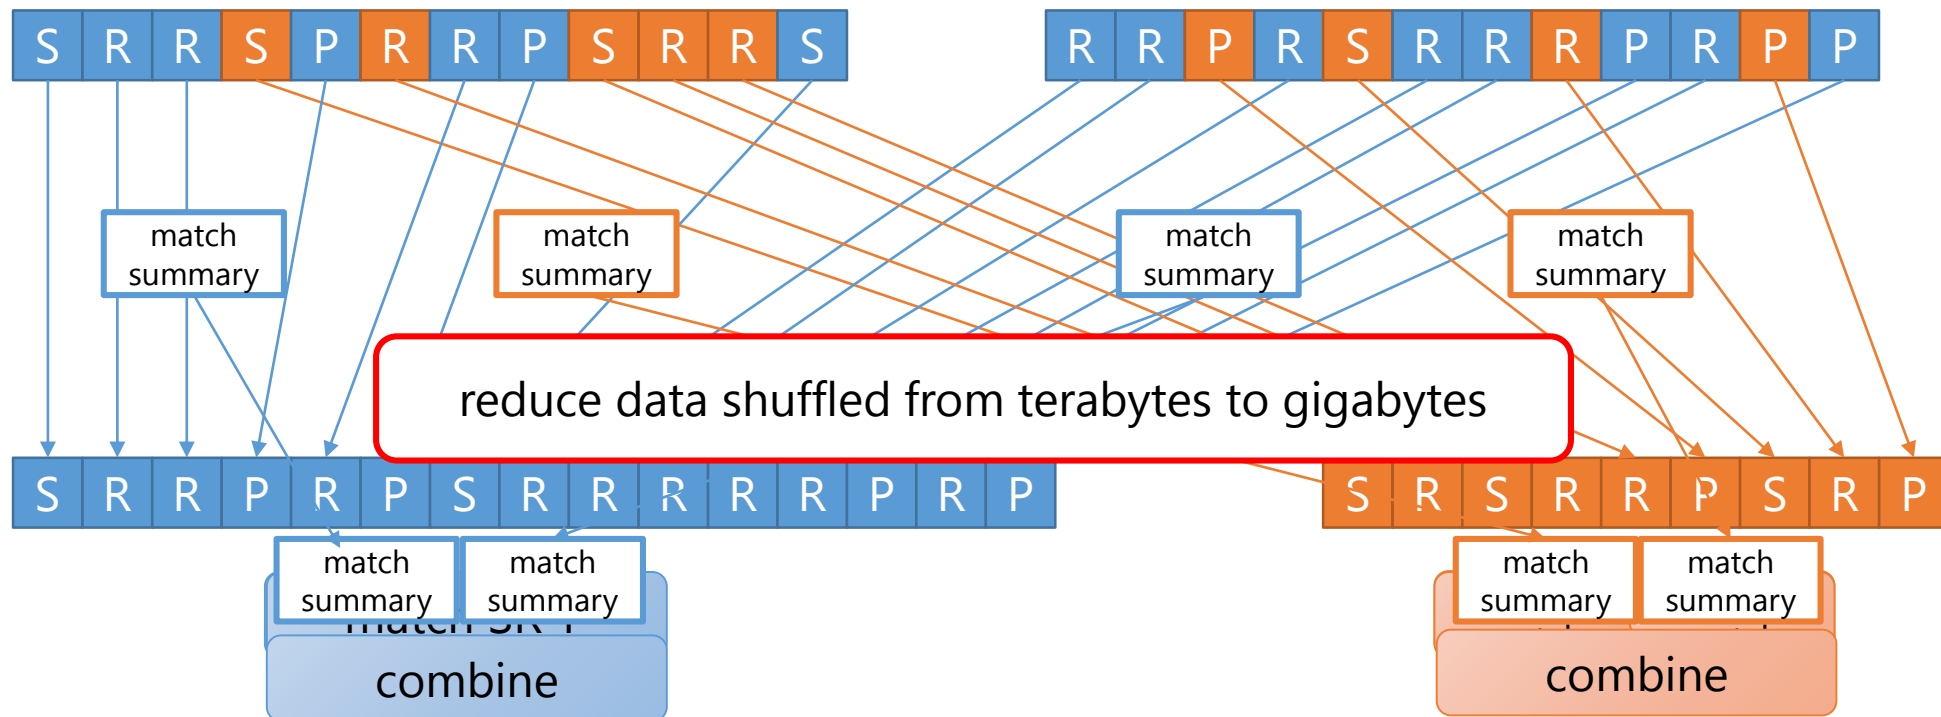 S R R S P R R P S R R S
R R P R S R R R P R P P
match
summary
match
summary
match
summary
match
summary
reduce data shuffled from terabytes to gigabytes
S R R P R P S R R R R R P R P
S R S R R P S R P
match
summary
match
summary
match
summary
match
summary
combine
combine